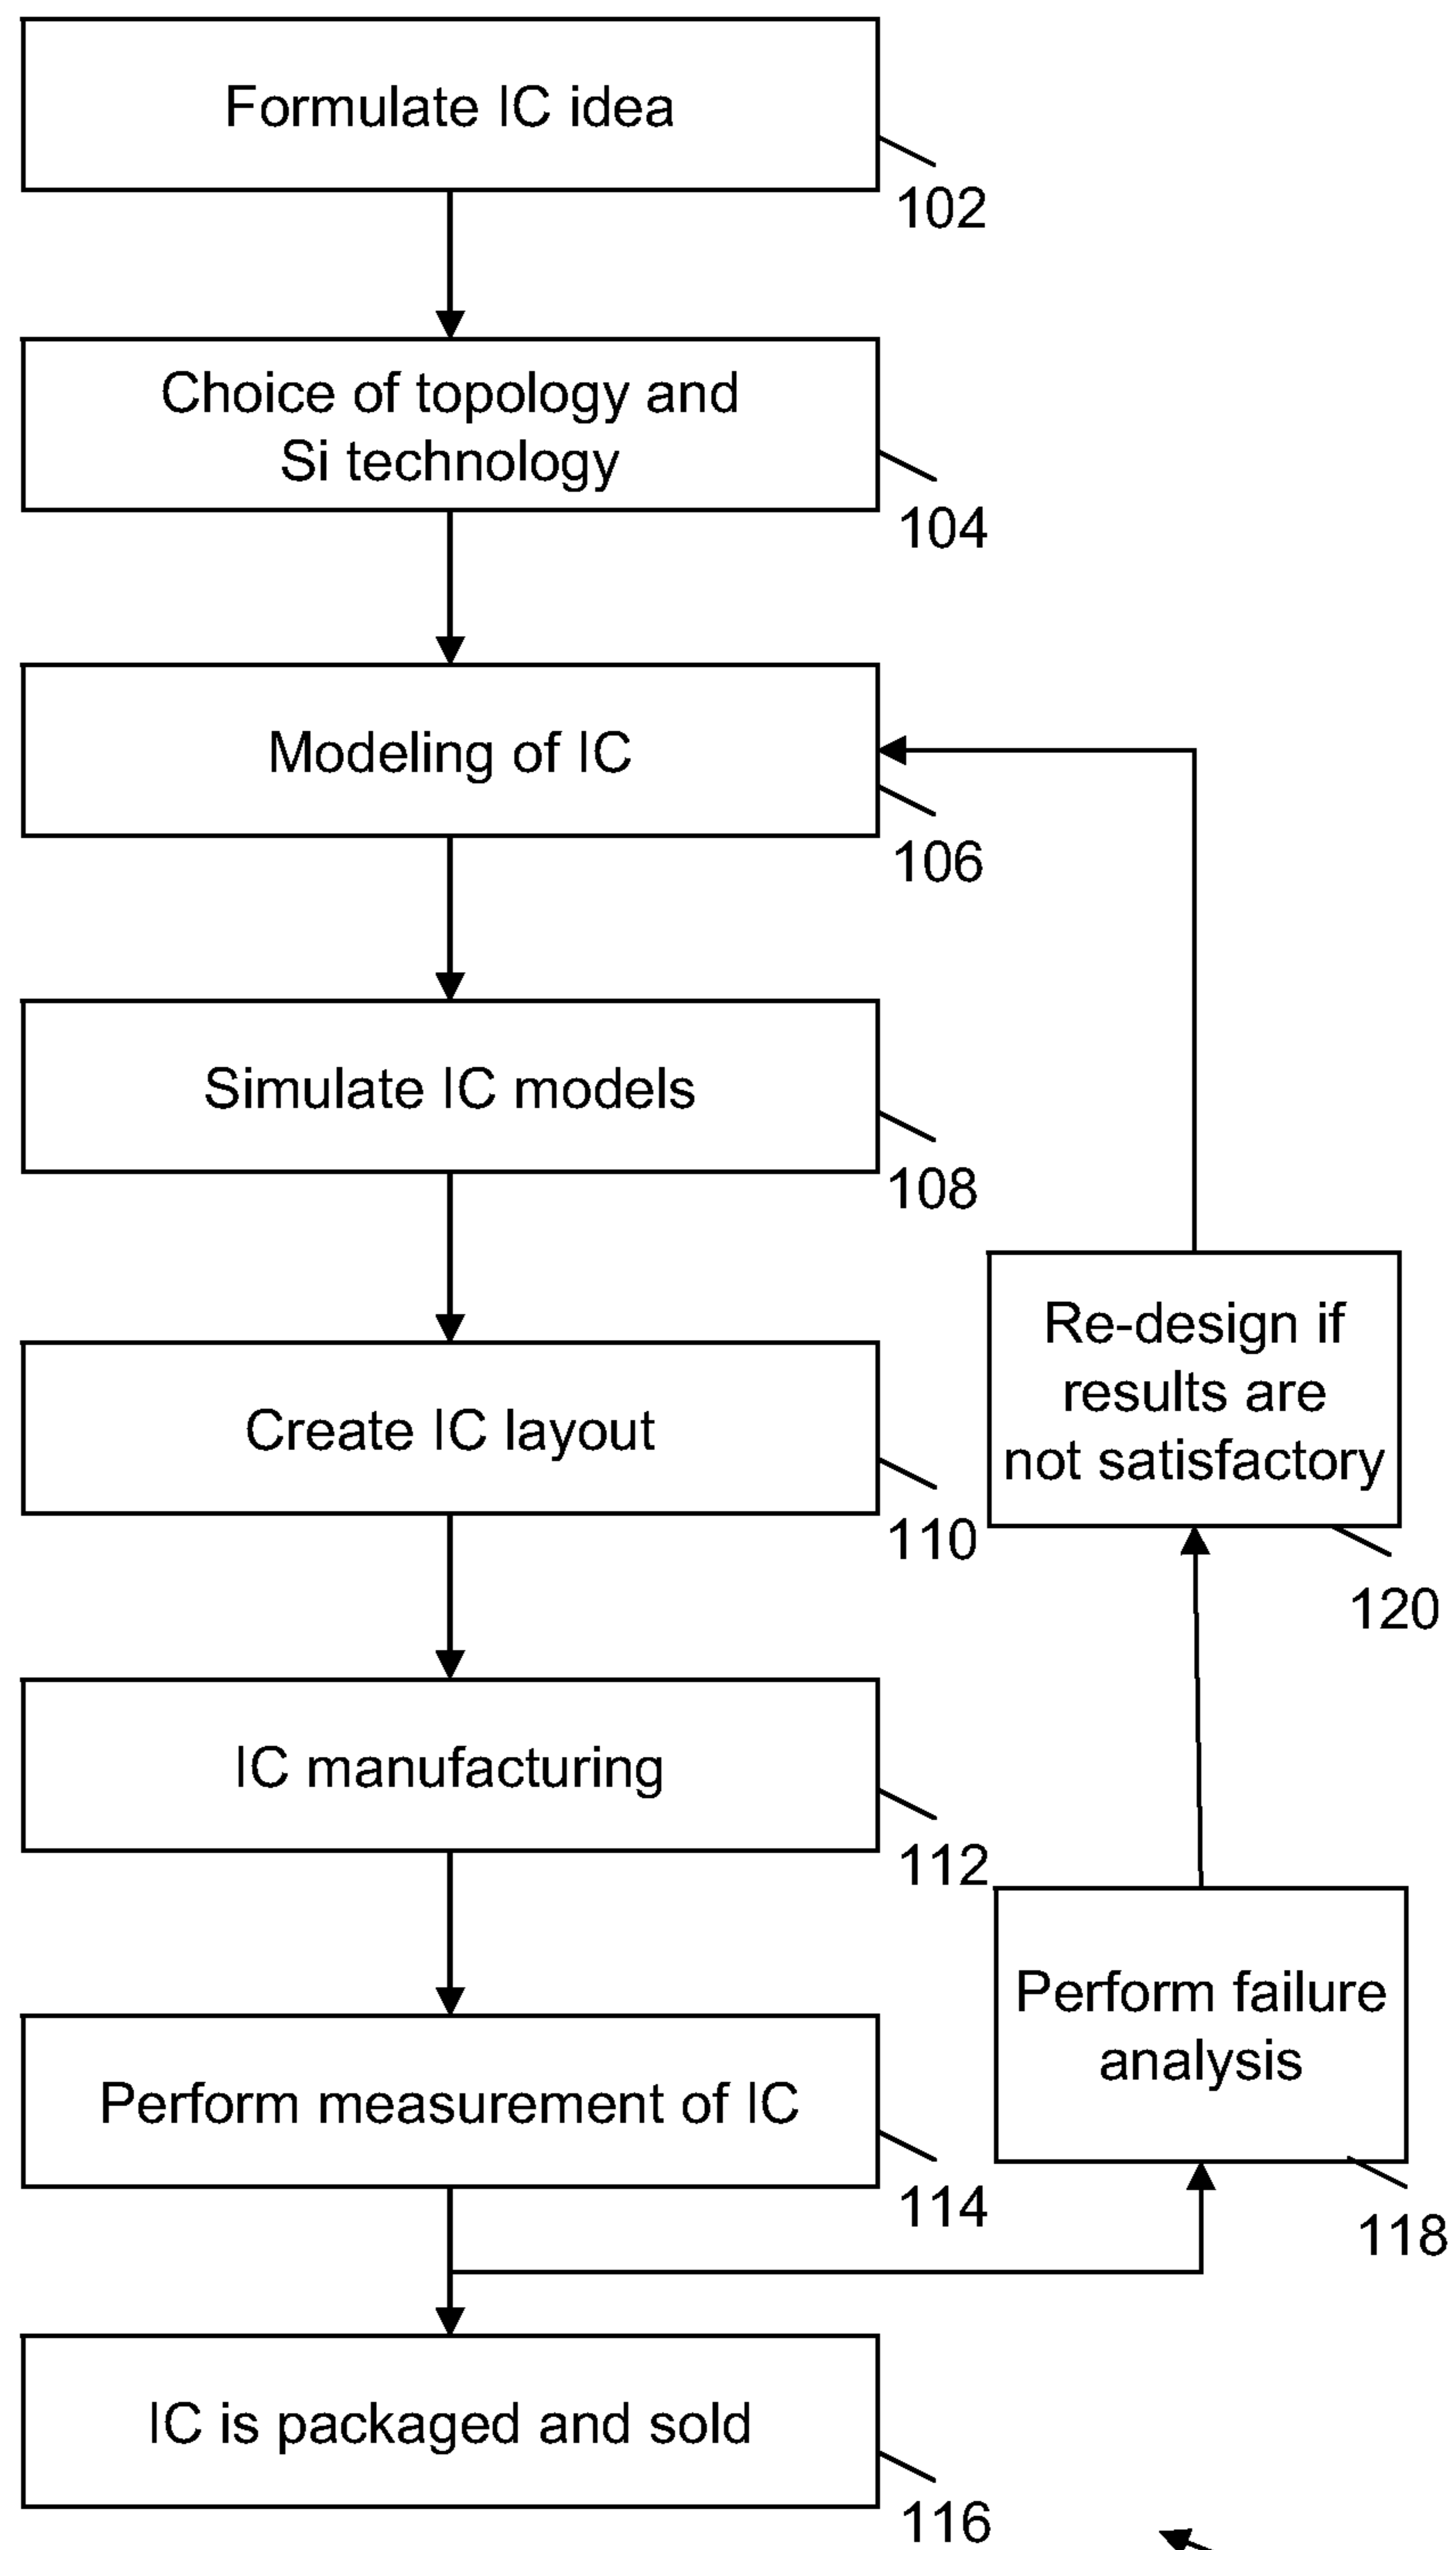 Formulate IC idea
102
Choice of topology and
Si technology
104
Modeling of IC
106
Simulate IC models
108
Create IC layout
110
Re-design if
results are
not satisfactory
120
IC manufacturing
112
Perform failure
analysis
118
Perform measurement of IC
114
IC is packaged and sold
116